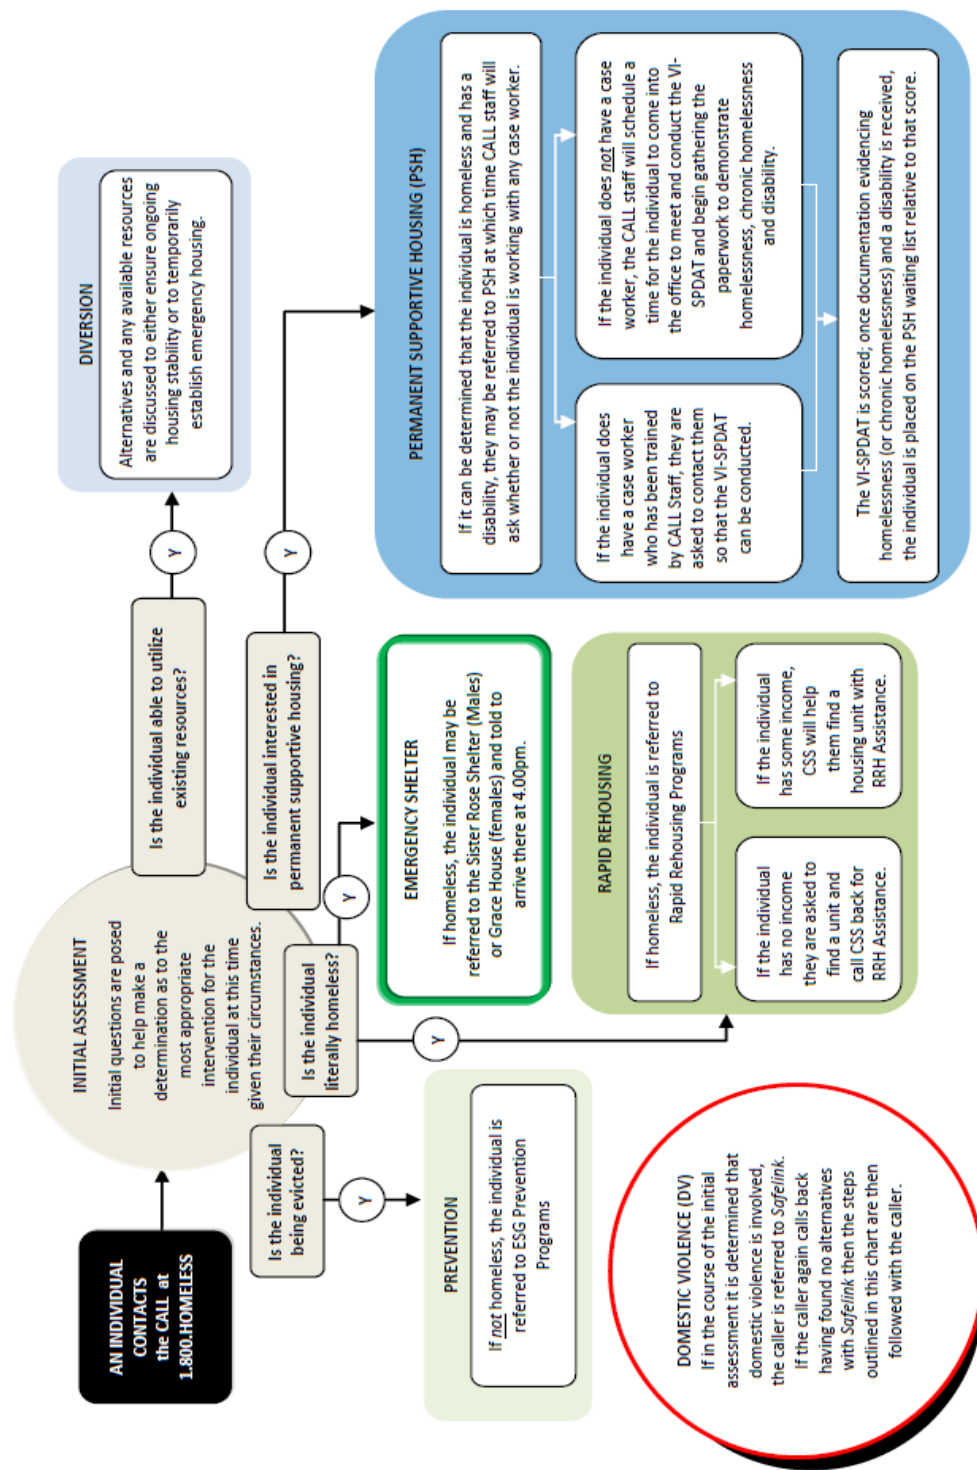 AN INDIVIDUAL
CONTACTS
the CALL at
1.800.HOMELESS
INITIAL ASSESSMENT
Initial questions are posed
to help make a
determination as to the
most appropriate
intervention for the
individual at this time
given their circumstances.
Is the individual able to utilize
existing resources?
Y
DIVERSION
Alternatives and any available resources
are discussed to either ensure ongoing
housing stability or to temporarily
establish emergency housing.
Is the individual
being evicted?
Y
Is the individual
literally homeless?
Y
Y
Is the individual interested in
permanent supportive housing?
Y
PREVENTION
If not homeless, the individual is
referred to ESG Prevention
Programs
EMERGENCY SHELTER
If homeless, the individual may be
referred to the Sister Rose Shelter (Males)
or Grace House (females) and told to
arrive there at 4.00pm.
PERMANENT SUPPORTIVE HOUSING (PSH)
If it can be determined that the individual is homeless and has a
disability, they may be referred to PSH at which time CALL staff will
ask whether or not the individual is working with any case worker.
If the individual does
have a case worker
who has been trained
by CALL Staff, they are
asked to contact them
so that the VI-SPDAT
can be conducted.
If the individual does not have a case
worker, the CALL staff will schedule a
time for the individual to come into
the office to meet and conduct the VI-
SPDAT and begin gathering the
paperwork to demonstrate
homelessness, chronic homelessness
and disability.
The VI-SPDAT is scored; once documentation evidencing
homelessness (or chronic homelessness) and a disability is received,
the individual is placed on the PSH waiting list relative to that score.
RAPID REHOUSING
If homeless, the individual is referred to
Rapid Rehousing Programs
If the individual
has no income
they are asked to
find a unit and
call CSS back for
RRH Assistance.
If the individual
has some income,
CSS will help
them find a
housing unit with
RRH Assistance.
DOMESTIC VIOLENCE (DV)
If in the course of the initial
assessment it is determined that
domestic violence is involved,
the caller is referred to Safelink.
If the caller again calls back
having found no alternatives
with Safelink then the steps
outlined in this chart are then
followed with the caller.